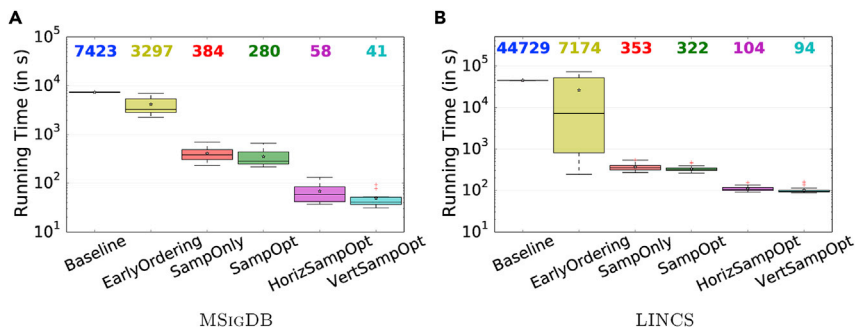 A
7423 3297 384 280 58 41
Running Time (in s)
10^5
10^4
10^3
10^2
10^1
Baseline
EarlyOrdering
SampOnly
SampOpt
HorizSampOpt
VertSampOpt
MSIGDB
B
44729 7174 353 322 104 94
Running Time (in s)
10^5
10^4
10^3
10^2
10^1
Baseline
EarlyOrdering
SampOnly
SampOpt
HorizSampOpt
VertSampOpt
LINCS